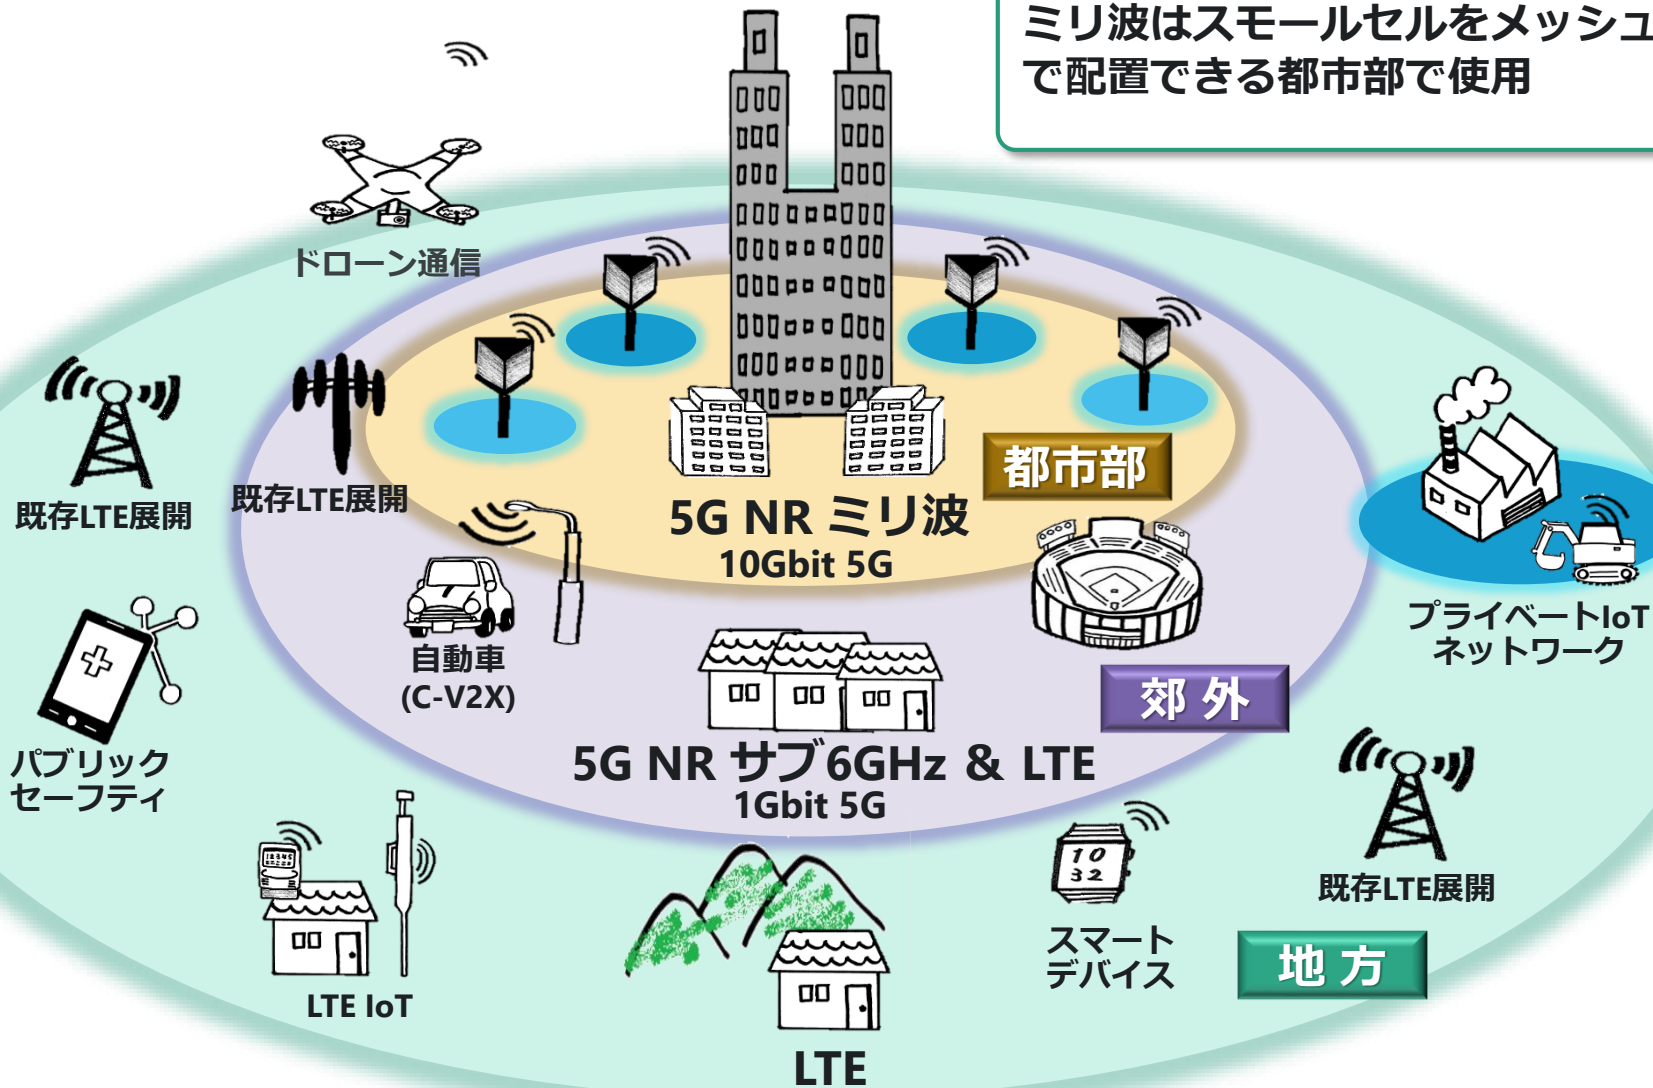 ミリ波はスモールセルをメッシュ
で配置できる都市部で使用
ドローン通信
既存LTE展開
既存LTE展開
都市部
5G NR ミリ波
10Gbit 5G
自動車
(C-V2X)
プライベートIoT
ネットワーク
郊 外
パブリック
セーフティ
5G NR サブ6GHz & LTE
1Gbit 5G
12345
10
32
既存LTE展開
スマート
デバイス
地 方
LTE IoT
LTE